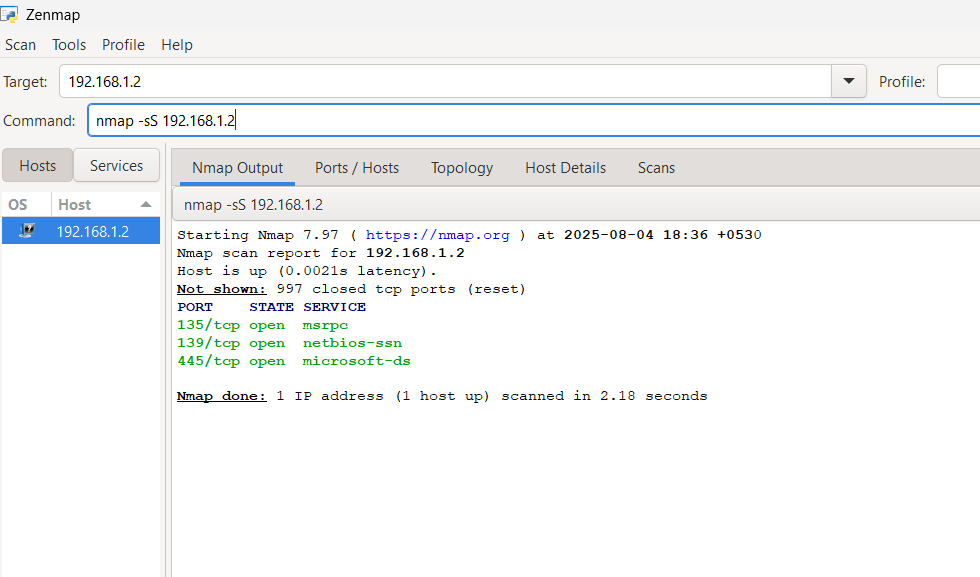 Zenmap
Scan Tools Profile Help
Target: 192.168.1.2 Profile:
Command: nmap -sS 192.168.1.2
Hosts Services Nmap Output Ports / Hosts Topology Host Details Scans
OS Host nmap -sS 192.168.1.2
192.168.1.2
Starting Nmap 7.97 ( https://nmap.org ) at 2025-08-04 18:36 +0530
Nmap scan report for 192.168.1.2
Host is up (0.0021s latency).
Not shown: 997 closed tcp ports (reset)
PORT    STATE SERVICE
135/tcp open  msrpc
139/tcp open  netbios-ssn
445/tcp open  microsoft-ds
Nmap done: 1 IP address (1 host up) scanned in 2.18 seconds